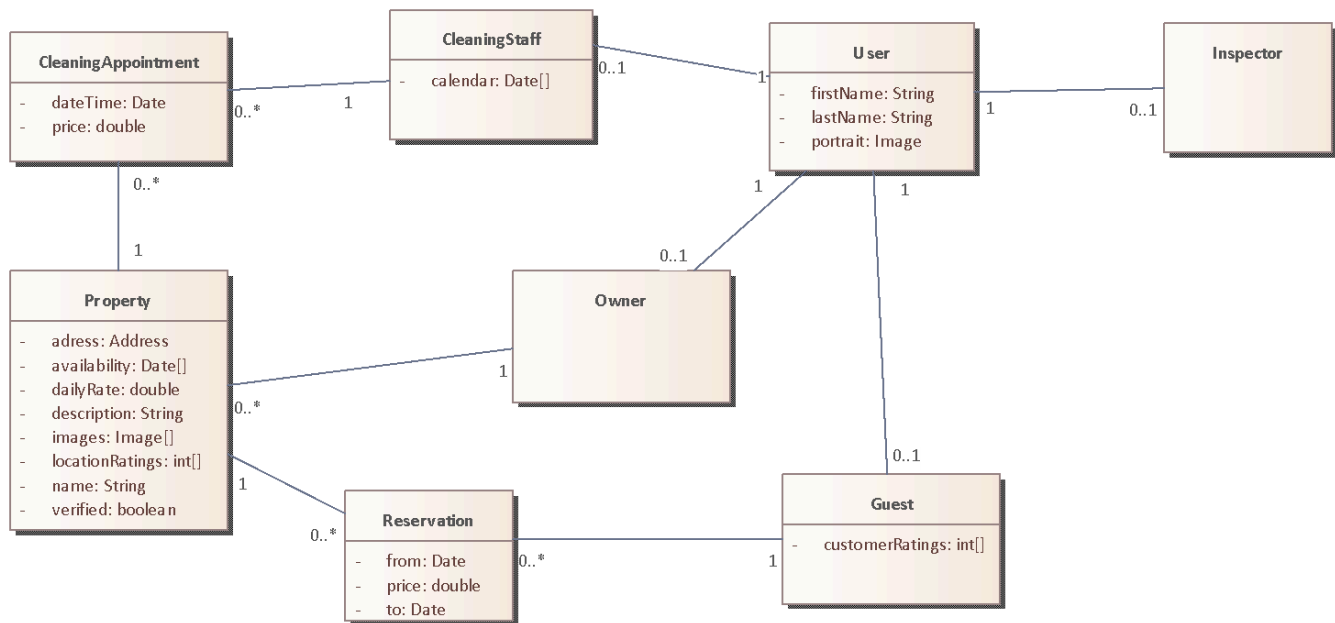 CleaningAppointment
- dateTime: Date
- price: double
CleaningStaff
- calendar: Date[]
User
- firstName: String
- lastName: String
- portrait: Image
Inspector
0..*
1
0..1
1
1
0..1
0..*
1
1
0..1
1
0..1
Property
- adress: Address
- availability: Date[]
- dailyRate: double
- description: String
- images: Image[]
- locationRatings: int[]
- name: String
- verified: boolean
Owner
1
0..*
1
0..*
Reservation
- from: Date
- price: double
- to: Date
0..*
1
Guest
- customerRatings: int[]